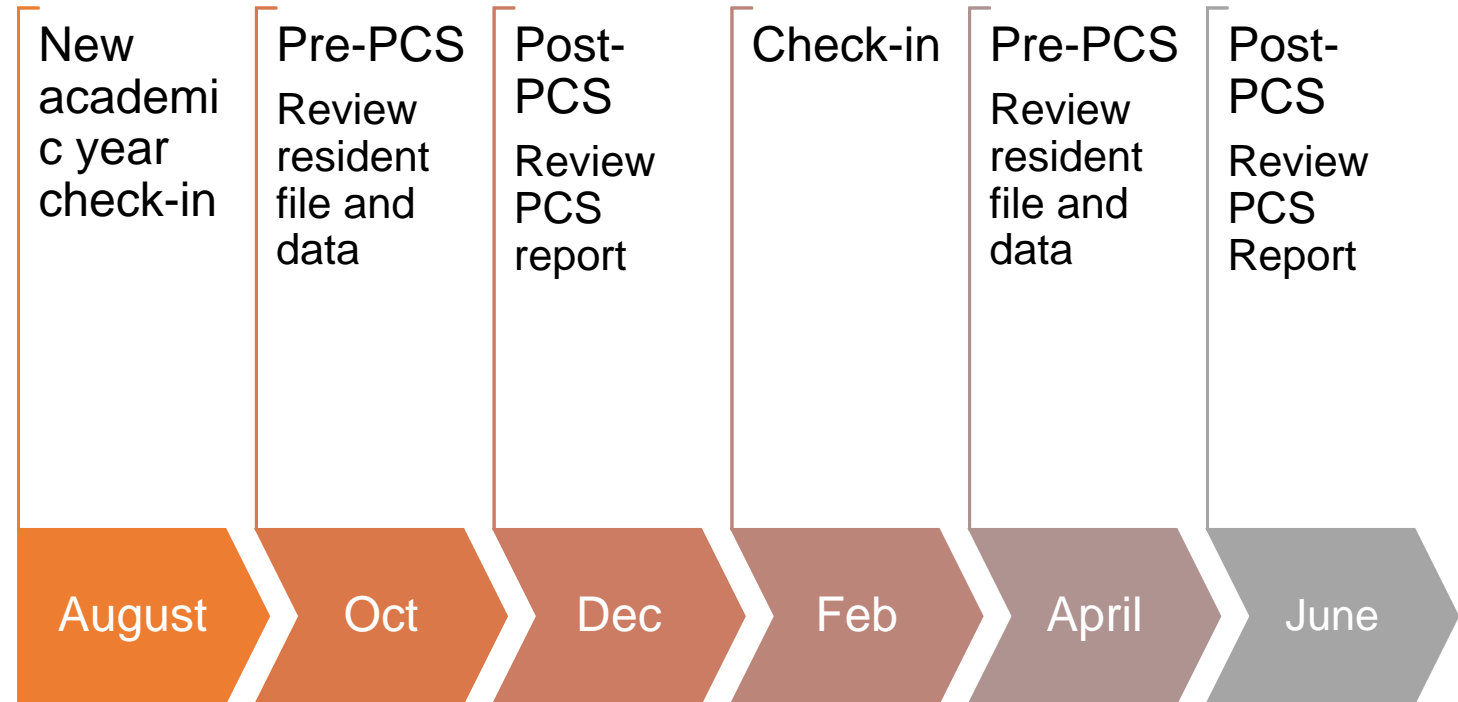 New
academi
c year
check-in
Pre-PCS
Review
resident
file and
data
Post-
PCS
Review
PCS
report
Check-in
Pre-PCS
Review
resident
file and
data
Post-
PCS
Review
PCS
Report
August
Oct
Dec
Feb
April
June